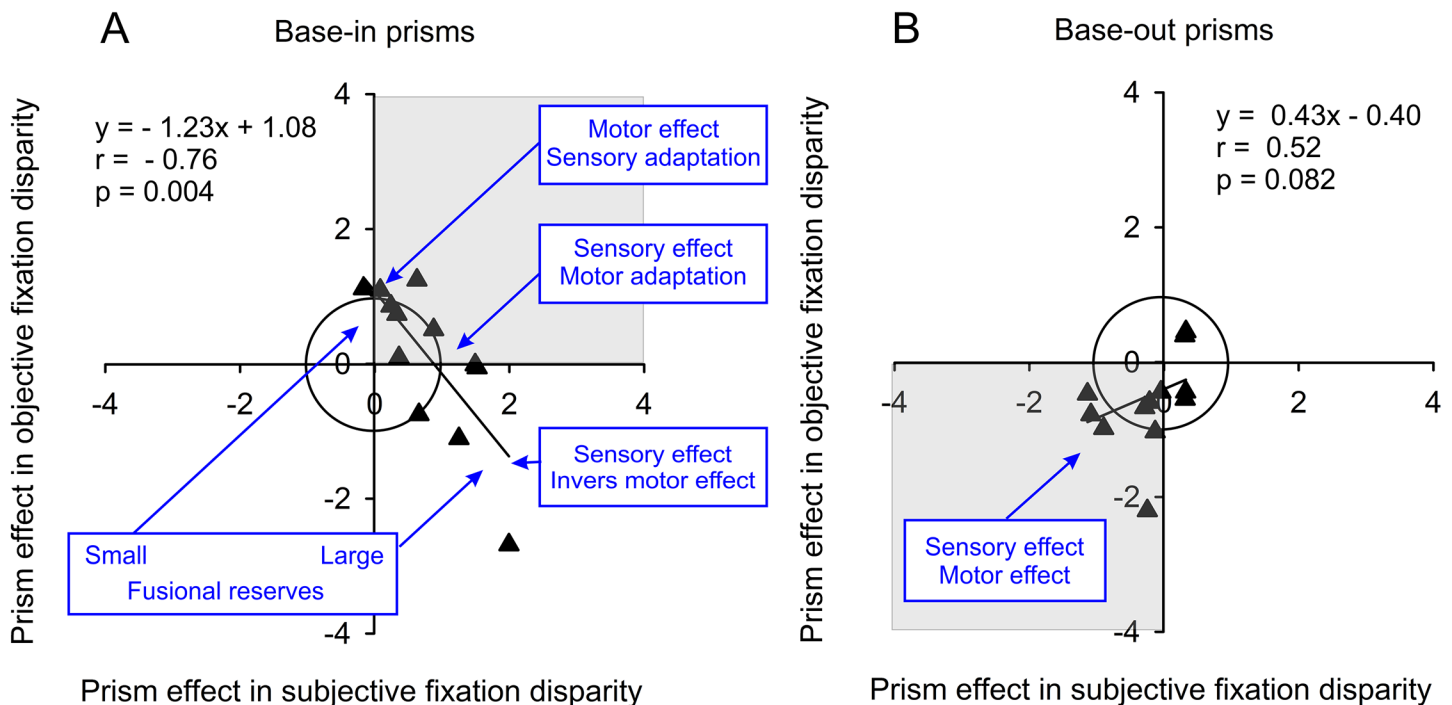 A
Base-in prisms
y = - 1.23x + 1.08
r = - 0.76
p = 0.004
Prism effect in objective fixation disparity
4
2
0
-2
-4
-4
-2
0
2
4
Motor effect
Sensory adaptation
Sensory effect
Motor adaptation
Sensory effect
Invers motor effect
Small Large
Fusional reserves
Prism effect in subjective fixation disparity
B
Base-out prisms
y = 0.43x - 0.40
r = 0.52
p = 0.082
Prism effect in objective fixation disparity
4
2
0
-2
-4
-4
-2
0
2
4
Sensory effect
Motor effect
Prism effect in subjective fixation disparity